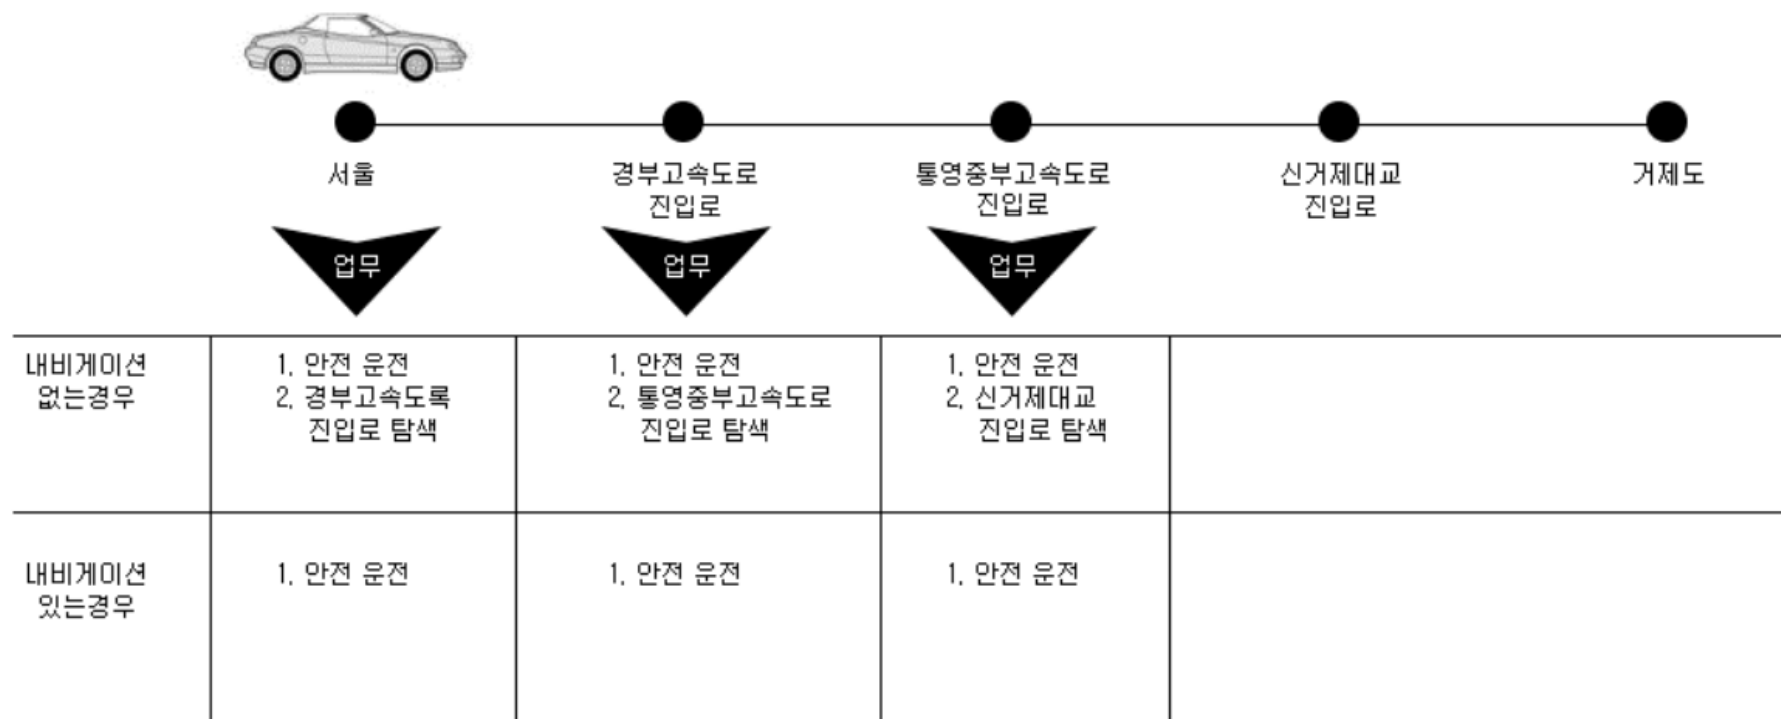 서울
경부고속도로
진입로
통영중부고속도로
진입로
신거제대교
진입로
거제도
업무
업무
업무
내비게이션
없는경우
1. 안전 운전
2. 경부고속도록
진입로 탐색
1. 안전 운전
2. 통영중부고속도로
진입로 탐색
1. 안전 운전
2. 신거제대교
진입로 탐색
내비게이션
있는경우
1. 안전 운전
1. 안전 운전
1. 안전 운전